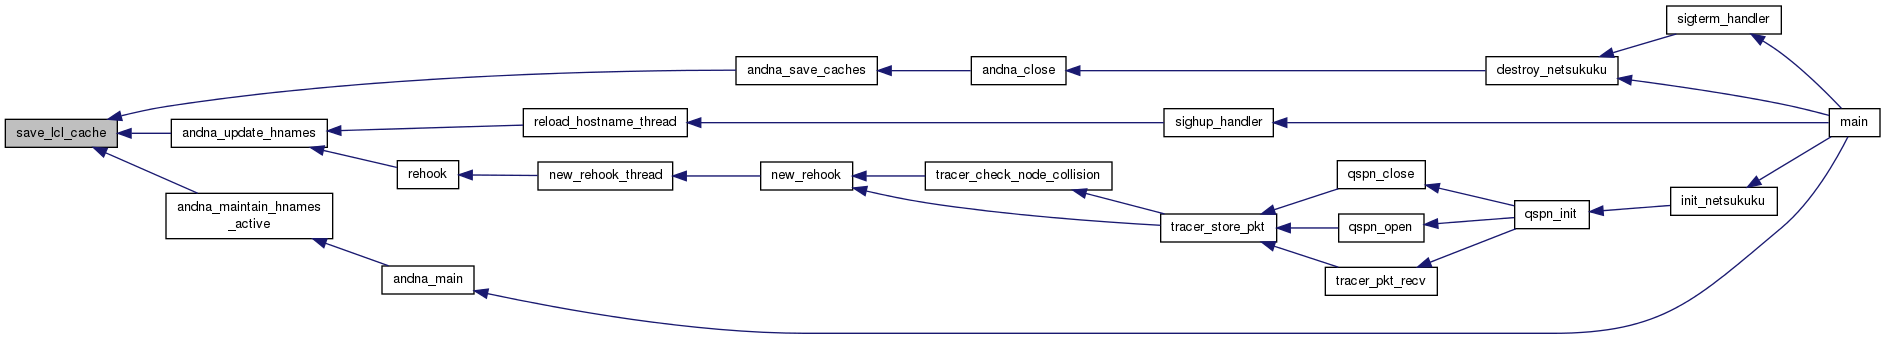 sigterm_handler
andna_save_caches
andna_close
destroy_netsukuku
save_lcl_cache
andna_update_hnames
reload_hostname_thread
sighup_handler
main
rehook
new_rehook_thread
new_rehook
tracer_check_node_collision
qspn_close
andna_maintain_hnames
_active
tracer_store_pkt
qspn_open
qspn_init
init_netsukuku
andna_main
tracer_pkt_recv